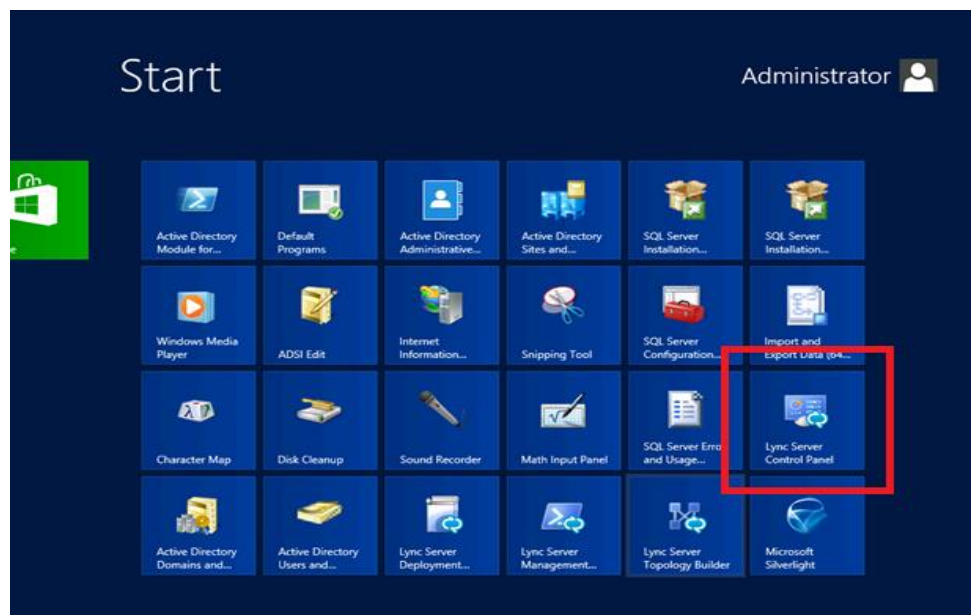 Start
Administrator
e
Active Directory
Module for...
Default
Programs
Active Directory
Administrative...
Active Directory
Sites and...
SQL Server
Installation...
SQL Server
Installation...
Windows Media
Player
ADSI Edit
Internet
Information...
Snipping Tool
SQL Server
Configuration...
Import and
Export Data (64...
Character Map
Disk Cleanup
Sound Recorder
Math Input Panel
SQL Server Erro
and Usage...
Lync Server
Control Panel
Active Directory
Domains and...
Active Directory
Users and...
Lync Server
Deployment...
Lync Server
Management...
Lync Server
Topology Builder
Microsoft
Silverlight